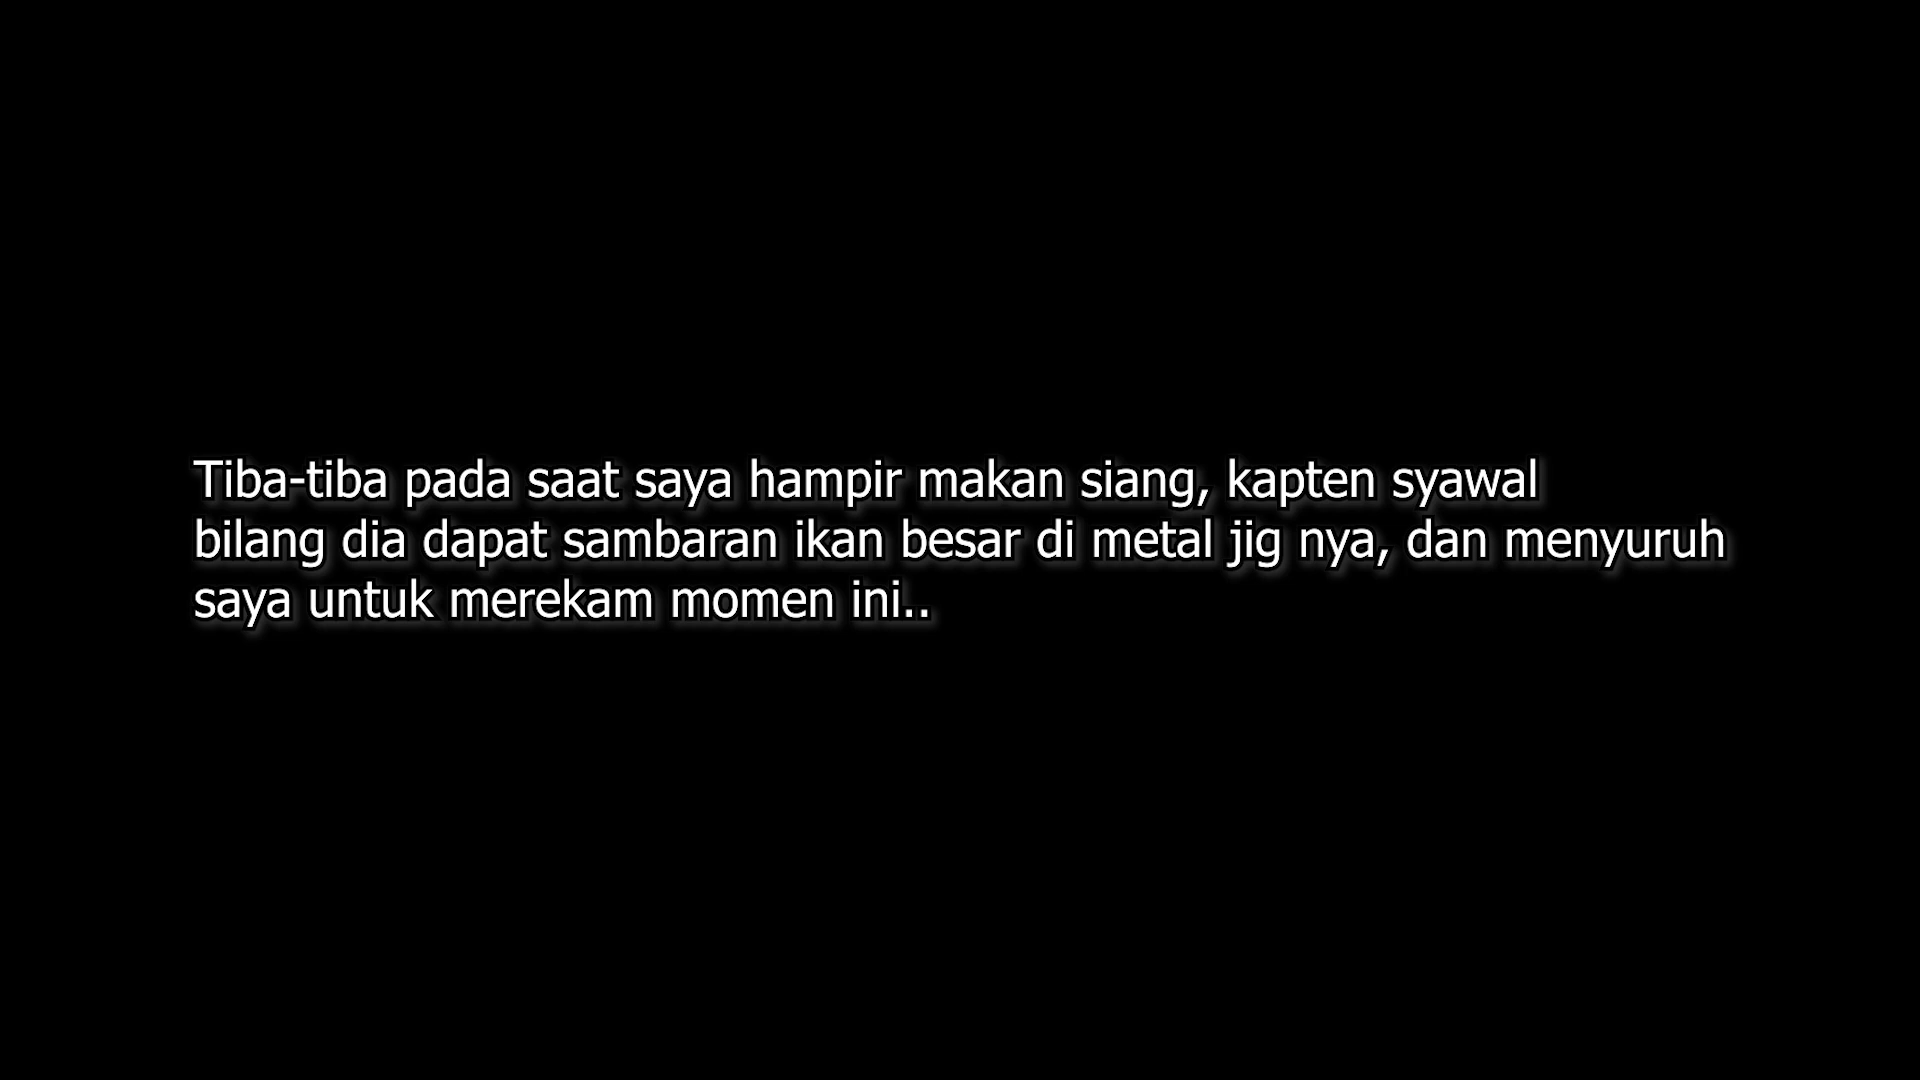 Tiba-tiba pada saat saya hampir makan siang, kapten syawal
bilang dia dapat sambaran ikan besar di metal jig nya, dan menyuruh
saya untuk merekam momen ini..